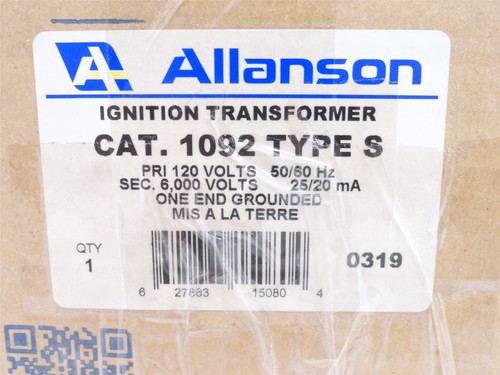 Allanson
IGNITION TRANSFORMER
CAT. 1092 TYPE S
PRI 120 VOLTS 50/60 Hz
SEC. 6,000 VOLTS 25/20 mA
ONE END GROUNDED
MIS A LA TERRE
QTY
1
0319
6 27863 15080 4